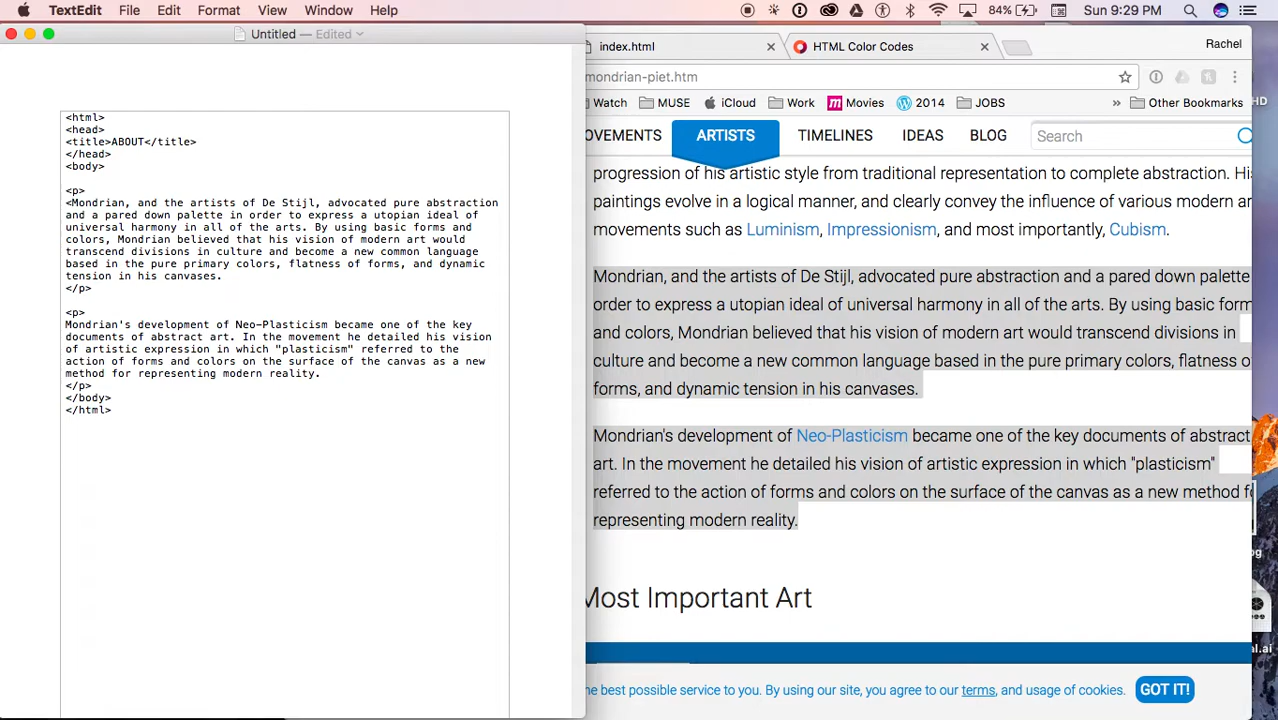 TextEdit File Edit Format View Window Help 84% Sun 9:29 PM
Untitled — Edited
<html>
<head>
<title>ABOUT</title>
</head>
<body>
<p>
<Mondrian, and the artists of De Stijl, advocated pure abstraction
and a pared down palette in order to express a utopian ideal of
universal harmony in all of the arts. By using basic forms and
colors, Mondrian believed that his vision of modern art would
transcend divisions in culture and become a new common language
based in the pure primary colors, flatness of forms, and dynamic
tension in his canvases.
</p>
<p>
Mondrian's development of Neo-Plasticism became one of the key
documents of abstract art. In the movement he detailed his vision
of artistic expression in which "plasticism" referred to the
action of forms and colors on the surface of the canvas as a new
method for representing modern reality.
</p>
</body>
</html>
index.html HTML Color Codes Rachel
mondrian-piet.htm
Watch MUSE iCloud Work Movies 2014 JOBS » Other Bookmarks
OVEMENTS ARTISTS TIMELINES IDEAS BLOG Search
progression of his artistic style from traditional representation to complete abstraction. Hi
paintings evolve in a logical manner, and clearly convey the influence of various modern ar
movements such as Luminism, Impressionism, and most importantly, Cubism.
Mondrian, and the artists of De Stijl, advocated pure abstraction and a pared down palette
order to express a utopian ideal of universal harmony in all of the arts. By using basic form
and colors, Mondrian believed that his vision of modern art would transcend divisions in
culture and become a new common language based in the pure primary colors, flatness o
forms, and dynamic tension in his canvases.
Mondrian's development of Neo-Plasticism became one of the key documents of abstract
art. In the movement he detailed his vision of artistic expression in which "plasticism"
referred to the action of forms and colors on the surface of the canvas as a new method fo
representing modern reality.
Most Important Art
he best possible service to you. By using our site, you agree to our terms, and usage of cookies. GOT IT!
HD
og
al.ai